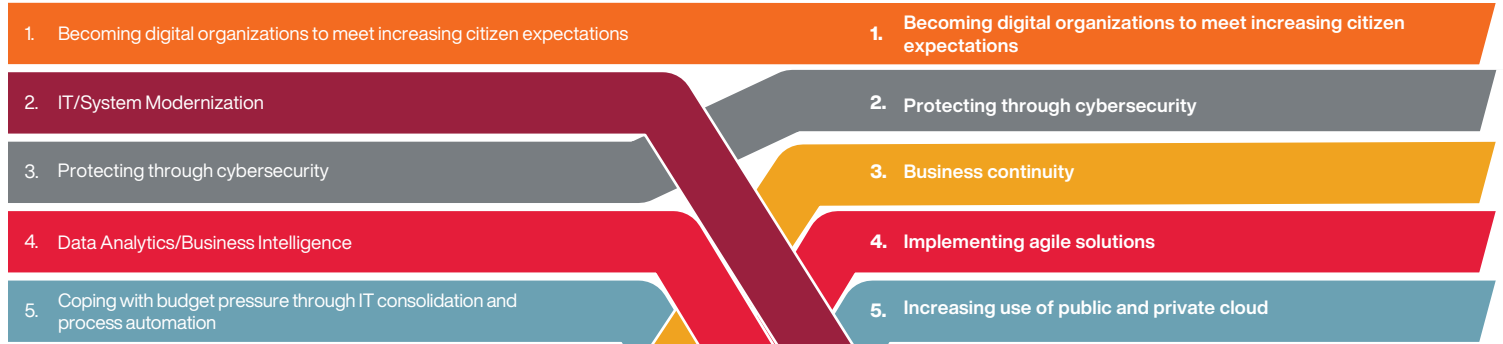 1. Becoming digital organizations to meet increasing citizen expectations
2. IT/System Modernization
3. Protecting through cybersecurity
4. Data Analytics/Business Intelligence
5. Coping with budget pressure through IT consolidation and
process automation
1. Becoming digital organizations to meet increasing citizen
expectations
2. Protecting through cybersecurity
3. Business continuity
4. Implementing agile solutions
5. Increasing use of public and private cloud